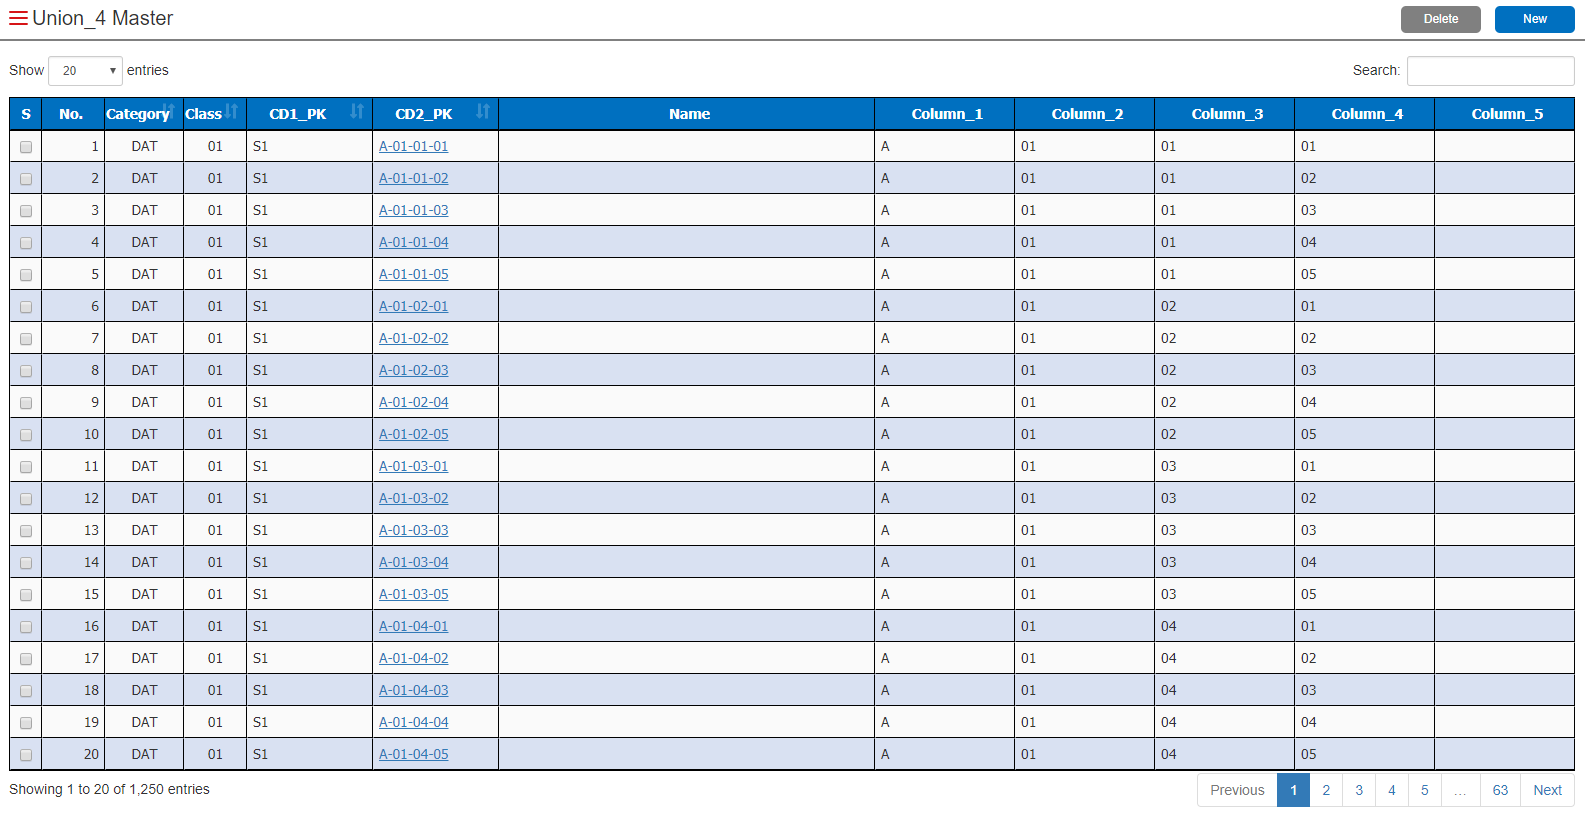 Union_4 Master Delete New
Show 20 entries Search:
S No. Category Class CD1_PK CD2_PK Name Column_1 Column_2 Column_3 Column_4 Column_5
1 DAT 01 S1 A-01-01-01 A 01 01 01
2 DAT 01 S1 A-01-01-02 A 01 01 02
3 DAT 01 S1 A-01-01-03 A 01 01 03
4 DAT 01 S1 A-01-01-04 A 01 01 04
5 DAT 01 S1 A-01-01-05 A 01 01 05
6 DAT 01 S1 A-01-02-01 A 01 02 01
7 DAT 01 S1 A-01-02-02 A 01 02 02
8 DAT 01 S1 A-01-02-03 A 01 02 03
9 DAT 01 S1 A-01-02-04 A 01 02 04
10 DAT 01 S1 A-01-02-05 A 01 02 05
11 DAT 01 S1 A-01-03-01 A 01 03 01
12 DAT 01 S1 A-01-03-02 A 01 03 02
13 DAT 01 S1 A-01-03-03 A 01 03 03
14 DAT 01 S1 A-01-03-04 A 01 03 04
15 DAT 01 S1 A-01-03-05 A 01 03 05
16 DAT 01 S1 A-01-04-01 A 01 04 01
17 DAT 01 S1 A-01-04-02 A 01 04 02
18 DAT 01 S1 A-01-04-03 A 01 04 03
19 DAT 01 S1 A-01-04-04 A 01 04 04
20 DAT 01 S1 A-01-04-05 A 01 04 05
Showing 1 to 20 of 1,250 entries Previous 1 2 3 4 5 … 63 Next